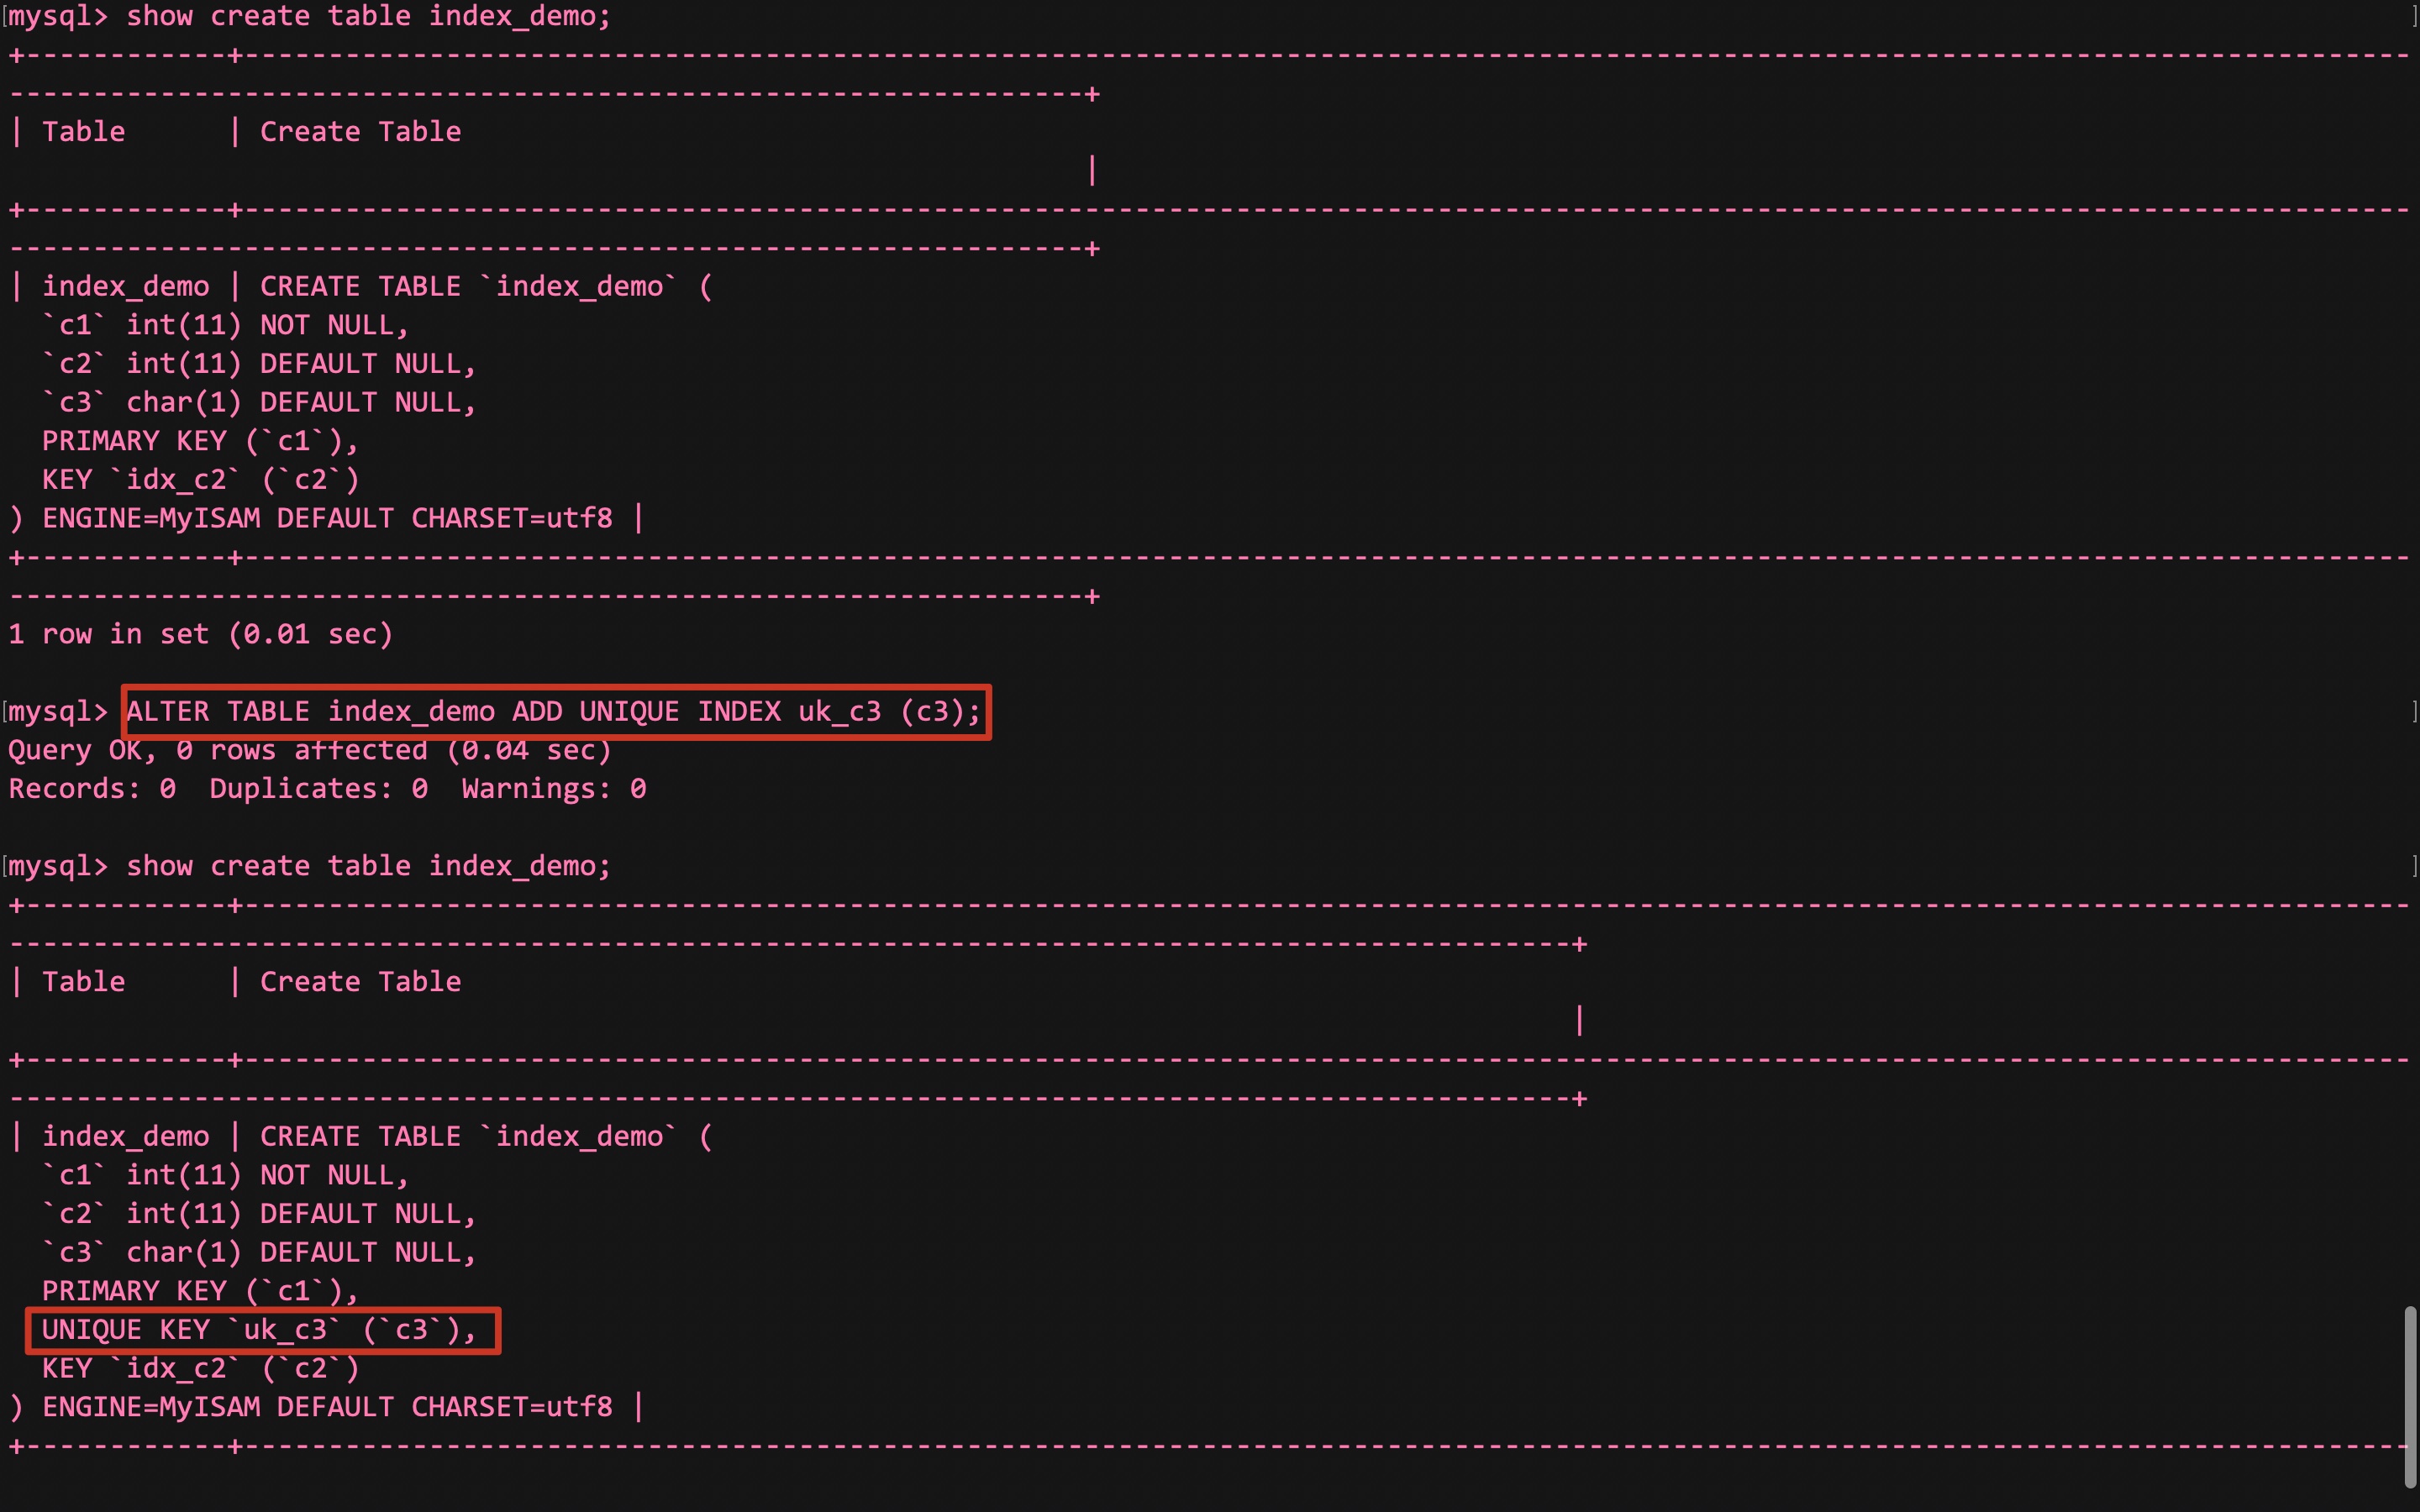 mysql> show create table index_demo;
+------------+----------------------------------------------------------------------------------------------------------------------------------
----------------------------------------------------------------+
| Table      | Create Table
                                                                |
+------------+----------------------------------------------------------------------------------------------------------------------------------
----------------------------------------------------------------+
| index_demo | CREATE TABLE `index_demo` (
  `c1` int(11) NOT NULL,
  `c2` int(11) DEFAULT NULL,
  `c3` char(1) DEFAULT NULL,
  PRIMARY KEY (`c1`),
  KEY `idx_c2` (`c2`)
) ENGINE=MyISAM DEFAULT CHARSET=utf8 |
+------------+----------------------------------------------------------------------------------------------------------------------------------
----------------------------------------------------------------+
1 row in set (0.01 sec)
mysql> ALTER TABLE index_demo ADD UNIQUE INDEX uk_c3 (c3);
Query OK, 0 rows affected (0.04 sec)
Records: 0  Duplicates: 0  Warnings: 0
mysql> show create table index_demo;
+------------+----------------------------------------------------------------------------------------------------------------------------------
---------------------------------------------------------------------------------------------+
| Table      | Create Table
                                                                                             |
+------------+----------------------------------------------------------------------------------------------------------------------------------
---------------------------------------------------------------------------------------------+
| index_demo | CREATE TABLE `index_demo` (
  `c1` int(11) NOT NULL,
  `c2` int(11) DEFAULT NULL,
  `c3` char(1) DEFAULT NULL,
  PRIMARY KEY (`c1`),
  UNIQUE KEY `uk_c3` (`c3`),
  KEY `idx_c2` (`c2`)
) ENGINE=MyISAM DEFAULT CHARSET=utf8 |
+------------+----------------------------------------------------------------------------------------------------------------------------------